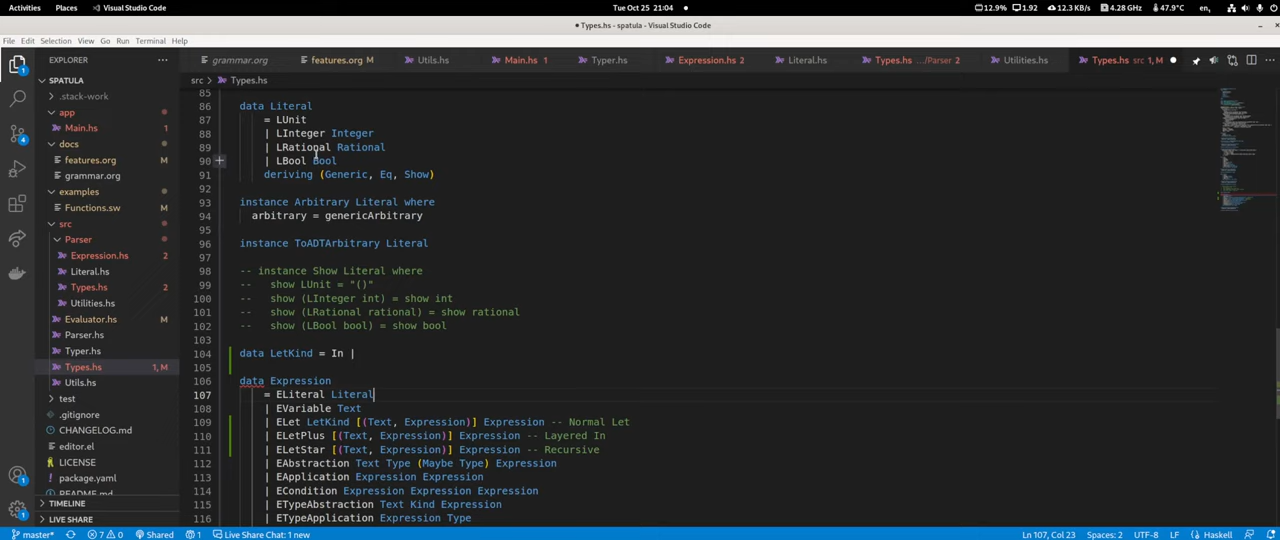 Activities Places Visual Studio Code Tue Oct 25 21:04 12.9% 1.92 12.3 KB/s 4.28 GHz 47.9°C en
• Types.hs - spatula - Visual Studio Code
File Edit Selection View Go Run Terminal Help
EXPLORER ··· grammar.org features.org M Utils.hs Main.hs 1 Typer.hs Expression.hs 2 Literal.hs Types.hs .../Parser 2 Utilities.hs Types.hs src 1, M
SPATULA
.stack-work
app
Main.hs 1
docs
features.org M
grammar.org
examples
Functions.sw
src
Parser
Expression.hs 2
Literal.hs
Types.hs 2
Utilities.hs
Evaluator.hs M
Parser.hs
Typer.hs
Types.hs 1, M
Utils.hs
test
.gitignore
CHANGELOG.md
editor.el
LICENSE
package.yaml
README.md
TIMELINE
LIVE SHARE
src > Types.hs
85
86 data Literal
87 = LUnit
88 | LInteger Integer
89 | LRational Rational
90 | LBool Bool
91 deriving (Generic, Eq, Show)
92
93 instance Arbitrary Literal where
94 arbitrary = genericArbitrary
95
96 instance ToADTArbitrary Literal
97
98 -- instance Show Literal where
99 -- show LUnit = "()"
100 -- show (LInteger int) = show int
101 -- show (LRational rational) = show rational
102 -- show (LBool bool) = show bool
103
104 data LetKind = In |
105
106 data Expression
107 = ELiteral Literal
108 | EVariable Text
109 | ELet LetKind [(Text, Expression)] Expression -- Normal Let
110 | ELetPlus [(Text, Expression)] Expression -- Layered In
111 | ELetStar [(Text, Expression)] Expression -- Recursive
112 | EAbstraction Text Type (Maybe Type) Expression
113 | EApplication Expression Expression
114 | ECondition Expression Expression Expression
115 | ETypeAbstraction Text Kind Expression
116 | ETypeApplication Expression Type
master* 7 0 Shared 1 Live Share Chat: 1 new Ln 107, Col 23 Spaces: 2 UTF-8 LF Haskell